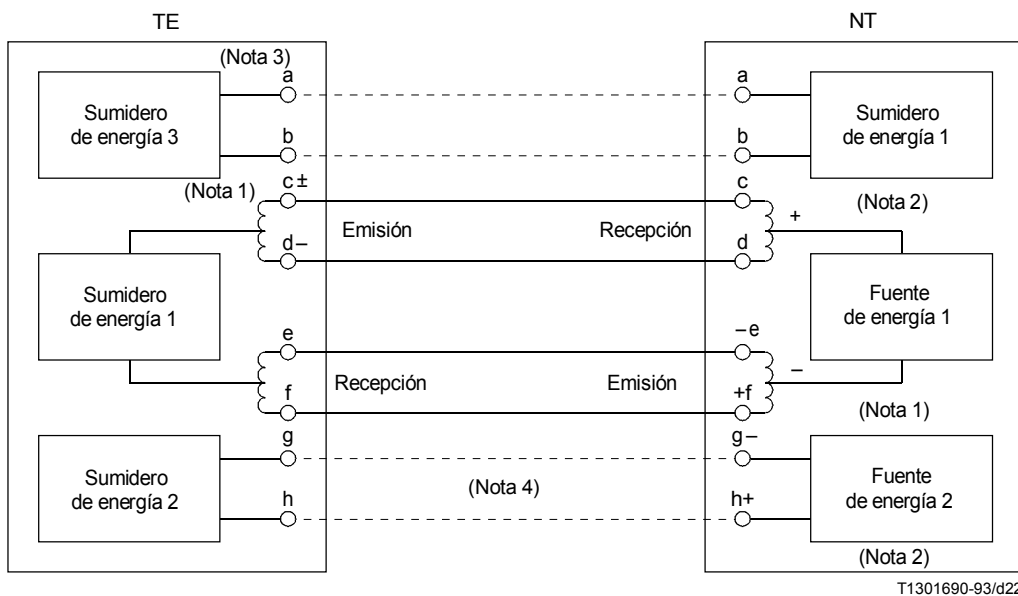 TE
NT
(Nota 3)
a
a
Sumidero
de energía 3
Sumidero
de energía 1
b
b
(Nota 1)
c ±
c
(Nota 2)
Emisión
Recepción
+
d –
d
Sumidero
de energía 1
Fuente
de energía 1
e
– e
Recepción
Emisión
–
f
+f
(Nota 1)
g
g –
Sumidero
de energía 2
(Nota 4)
Fuente
de energía 2
h
h+
(Nota 2)
T1301690-93/d22